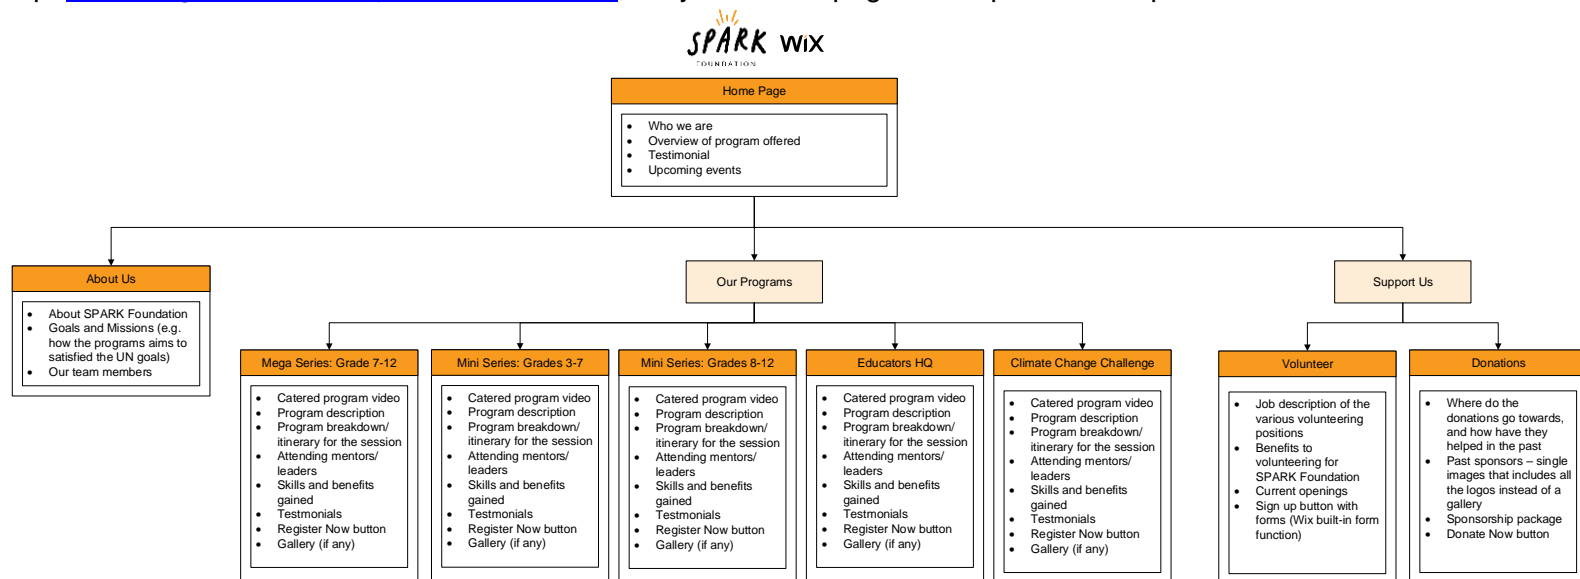 SPARK WIX
FOUNDATION
Home Page
• Who we are
• Overview of program offered
• Testimonial
• Upcoming events
About Us
• About SPARK Foundation
• Goals and Missions (e.g.
how the programs aims to
satisfied the UN goals)
• Our team members
Our Programs
Support Us
Mega Series: Grade 7-12
• Catered program video
• Program description
• Program breakdown/
itinerary for the session
• Attending mentors/
leaders
• Skills and benefits
gained
• Testmonials
• Register Now button
• Gallery (if any)
Mini Series: Grades 3-7
• Catered program video
• Program description
• Program breakdown/
itinerary for the session
• Attending mentors/
leaders
• Skills and benefits
gained
• Testmonials
• Register Now button
• Gallery (if any)
Mini Series: Grades 8-12
• Catered program video
• Program description
• Program breakdown/
itinerary for the session
• Attending mentors/
leaders
• Skills and benefits
gained
• Testmonials
• Register Now button
• Gallery (if any)
Educators HQ
• Catered program video
• Program description
• Program breakdown/
itinerary for the session
• Attending mentors/
leaders
• Skills and benefits
gained
• Testmonials
• Register Now button
• Gallery (if any)
Climate Change Challenge
• Catered program video
• Program description
• Program breakdown/
itinerary for the session
• Attending mentors/
leaders
• Skills and benefits
gained
• Testmonials
• Register Now button
• Gallery (if any)
Volunteer
• Job description of the
various volunteering
positions
• Benefits to
volunteering for
SPARK Foundation
• Current openings
• Sign up button with
forms (Wix built-in form
function)
Donations
• Where do the
donations go towards,
and how have they
helped in the past
• Past sponsors – single
images that includes all
the logos instead of a
gallery
• Sponsorship package
• Donate Now button